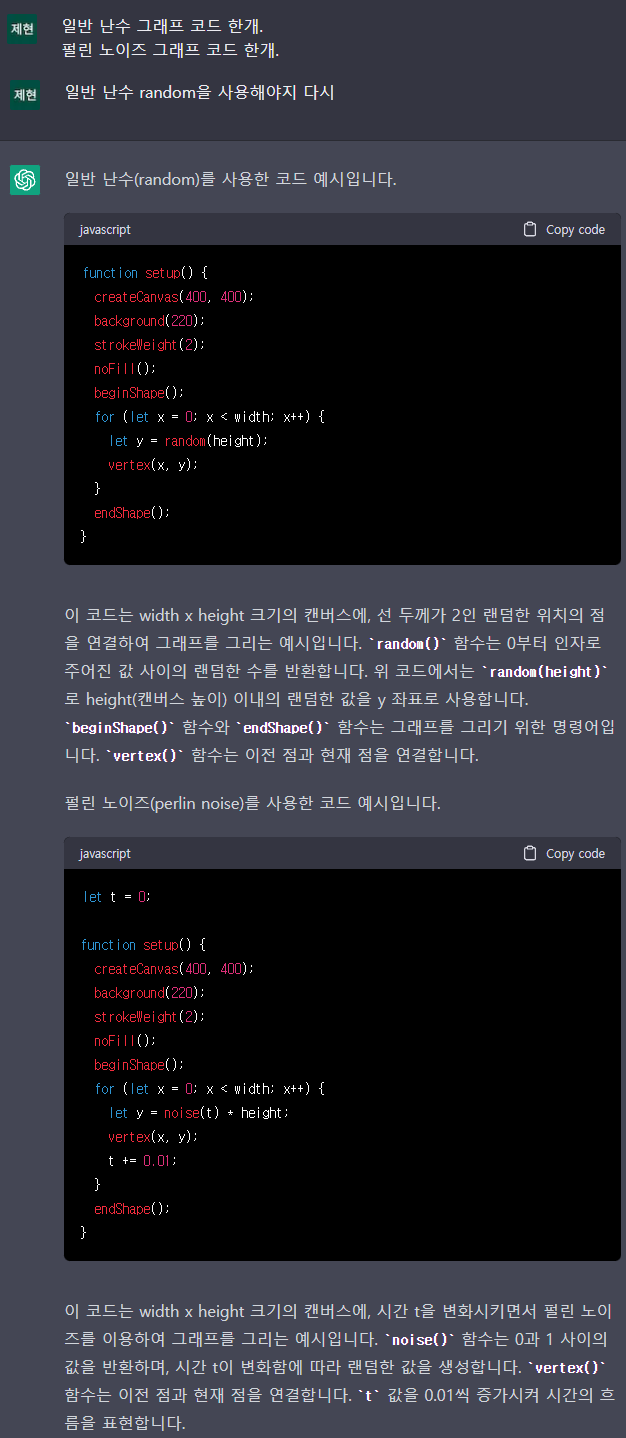 제현
일반 난수 그래프 코드 한개.
펄린 노이즈 그래프 코드 한개.
제현
일반 난수 random을 사용해야지 다시
일반 난수(random)를 사용한 코드 예시입니다.
javascript
Copy code
function setup() {
createCanvas(400, 400);
background(220);
strokeWeight(2);
noFill();
beginShape();
for (let x = 0; x < width; x++) {
let y = random(height);
vertex(x, y);
}
endShape();
}
이 코드는 width x height 크기의 캔버스에, 선 두께가 2인 랜덤한 위치의 점
을 연결하여 그래프를 그리는 예시입니다. `random()` 함수는 0부터 인자로
주어진 값 사이의 랜덤한 수를 반환합니다. 위 코드에서는 `random(height)`
로 height(캔버스 높이) 이내의 랜덤한 값을 y 좌표로 사용합니다.
`beginShape()` 함수와 `endShape()` 함수는 그래프를 그리기 위한 명령어입
니다. `vertex()` 함수는 이전 점과 현재 점을 연결합니다.
펄린 노이즈(perlin noise)를 사용한 코드 예시입니다.
javascript
Copy code
let t = 0;
function setup() {
createCanvas(400, 400);
background(220);
strokeWeight(2);
noFill();
beginShape();
for (let x = 0; x < width; x++) {
let y = noise(t) * height;
vertex(x, y);
t += 0.01;
}
endShape();
}
이 코드는 width x height 크기의 캔버스에, 시간 t을 변화시키면서 펄린 노이
즈를 이용하여 그래프를 그리는 예시입니다. `noise()` 함수는 0과 1 사이의
값을 반환하며, 시간 t이 변화함에 따라 랜덤한 값을 생성합니다. `vertex()`
함수는 이전 점과 현재 점을 연결합니다. `t` 값을 0.01씩 증가시켜 시간의 흐
름을 표현합니다.